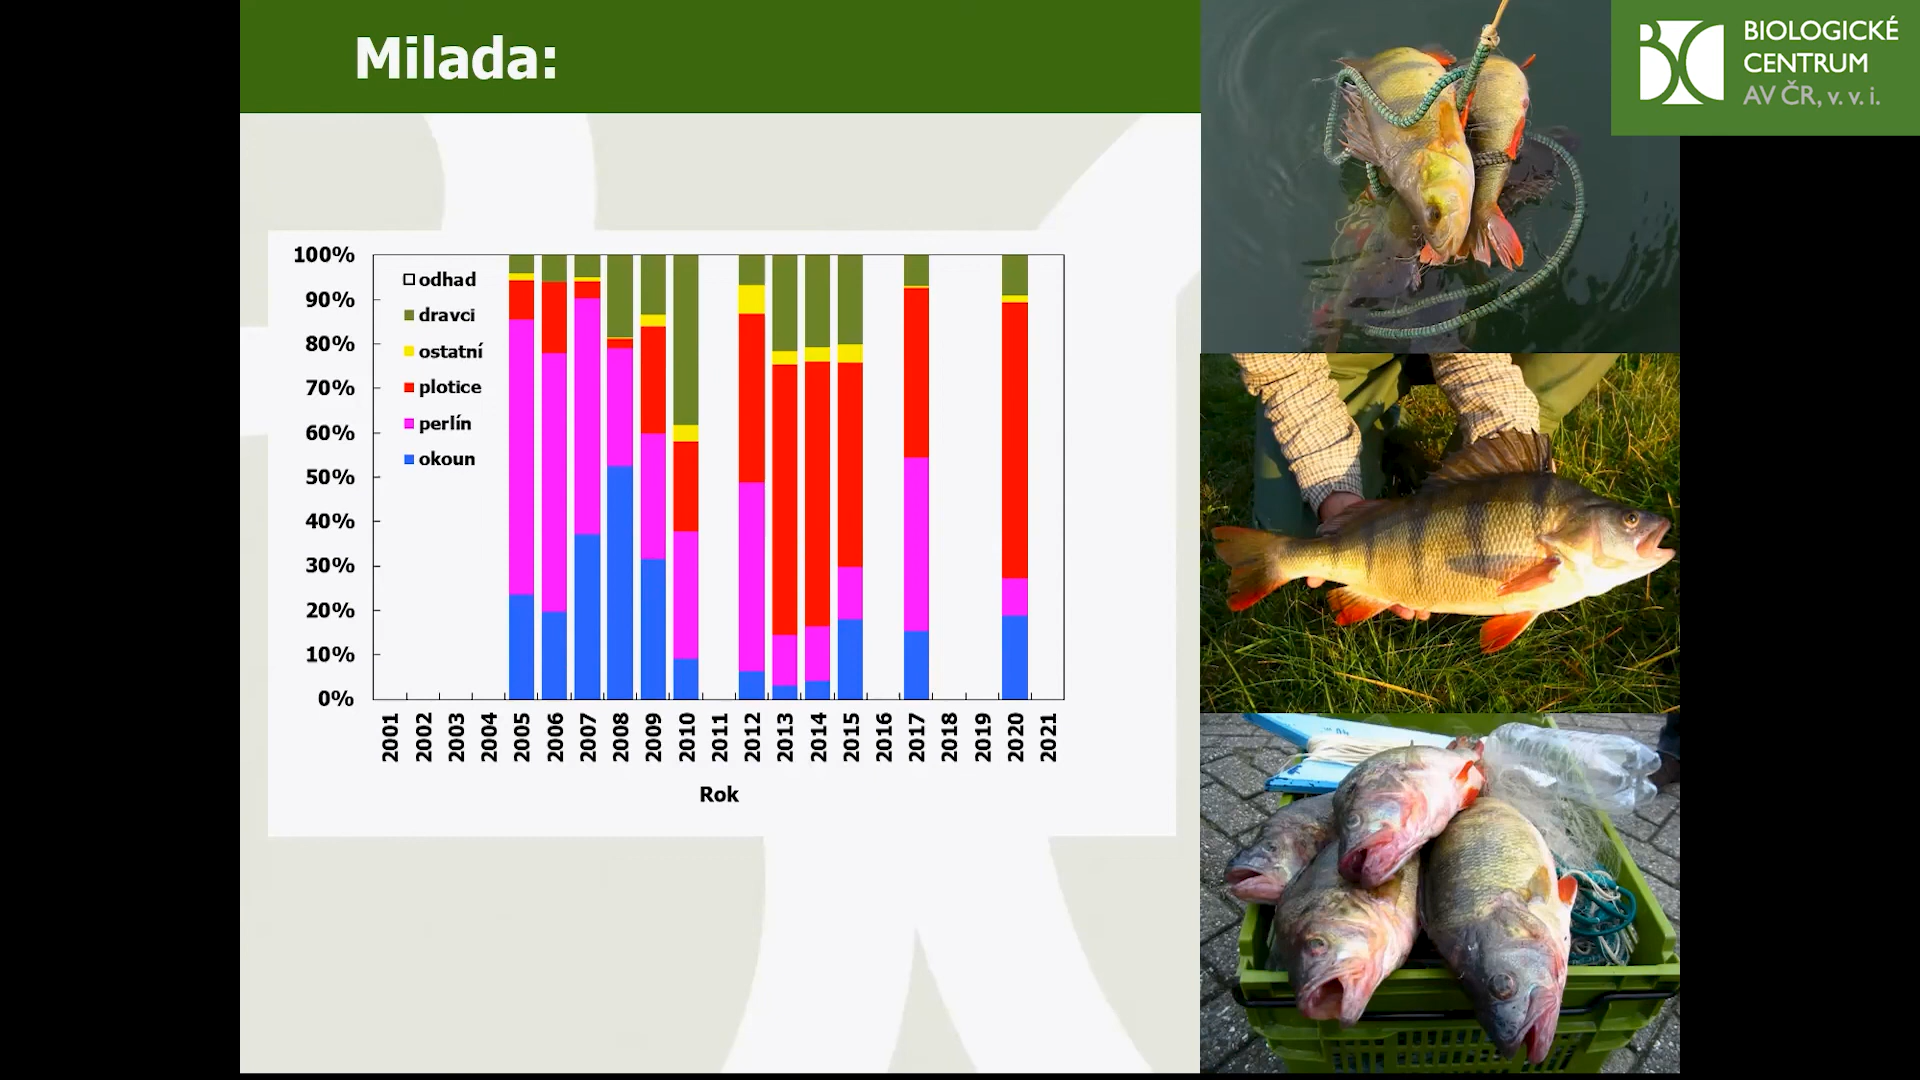 Milada:
BIOLOGICKÉ
CENTRUM
AV ČR, v. v. i.
100%
90%
80%
70%
60%
50%
40%
30%
20%
10%
0%
odhad
dravci
ostatní
plotice
perlín
okoun
2001
2002
2003
2004
2005
2006
2007
2008
2009
2010
2011
2012
2013
2014
2015
2016
2017
2018
2019
2020
2021
Rok